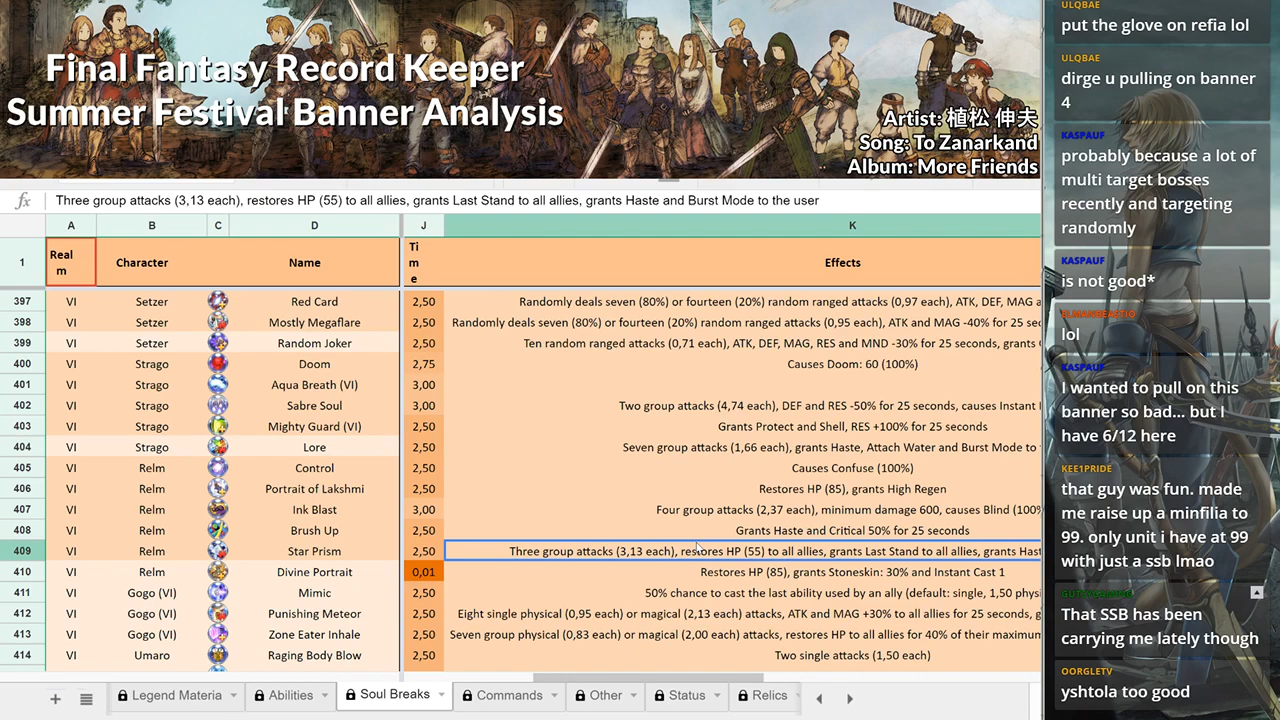 Final Fantasy Record Keeper
Summer Festival Banner Analysis
Artist: 植松 伸夫
Song: To Zanarkand
Album: More Friends
fx Three group attacks (3,13 each), restores HP (55) to all allies, grants Last Stand to all allies, grants Haste and Burst Mode to the user
A B C D J K
1 Realm Character Name Time Effects
397 VI Setzer Red Card 2,50 Randomly deals seven (80%) or fourteen (20%) random ranged attacks (0,97 each), ATK, DEF, MAG a
398 VI Setzer Mostly Megaflare 2,50 Randomly deals seven (80%) or fourteen (20%) random ranged attacks (0,95 each), ATK and MAG -40% for 25 sec
399 VI Setzer Random Joker 2,50 Ten random ranged attacks (0,71 each), ATK, DEF, MAG, RES and MND -30% for 25 seconds, grants
400 VI Strago Doom 2,75 Causes Doom: 60 (100%)
401 VI Strago Aqua Breath (VI) 3,00
402 VI Strago Sabre Soul 3,00 Two group attacks (4,74 each), DEF and RES -50% for 25 seconds, causes Instant
403 VI Strago Mighty Guard (VI) 2,50 Grants Protect and Shell, RES +100% for 25 seconds
404 VI Strago Lore 2,50 Seven group attacks (1,66 each), grants Haste, Attach Water and Burst Mode to
405 VI Relm Control 2,50 Causes Confuse (100%)
406 VI Relm Portrait of Lakshmi 2,50 Restores HP (85), grants High Regen
407 VI Relm Ink Blast 3,00 Four group attacks (2,37 each), minimum damage 600, causes Blind (100%
408 VI Relm Brush Up 2,50 Grants Haste and Critical 50% for 25 seconds
409 VI Relm Star Prism 2,50 Three group attacks (3,13 each), restores HP (55) to all allies, grants Last Stand to all allies, grants Hast
410 VI Relm Divine Portrait 0,01 Restores HP (85), grants Stoneskin: 30% and Instant Cast 1
411 VI Gogo (VI) Mimic 2,50 50% chance to cast the last ability used by an ally (default: single, 1,50 physi
412 VI Gogo (VI) Punishing Meteor 2,50 Eight single physical (0,95 each) or magical (2,13 each) attacks, ATK and MAG +30% to all allies for 25 seconds, g
413 VI Gogo (VI) Zone Eater Inhale 2,50 Seven group physical (0,83 each) or magical (2,00 each) attacks, restores HP to all allies for 40% of their maximum
414 VI Umaro Raging Body Blow 2,50 Two single attacks (1,50 each)
Legend Materia Abilities Soul Breaks Commands Other Status Relics
ULQBAE
put the glove on refia lol
ULQBAE
dirge u pulling on banner
4
KASPAUF
probably because a lot of
multi target bosses
recently and targeting
randomly
KASPAUF
is not good*
lol
KASPAUF
I wanted to pull on this
banner so bad... but I
have 6/12 here
KEE1PRIDE
that guy was fun. made
me raise up a minfilia to
99. only unit i have at 99
with just a ssb lmao
That SSB has been
carrying me lately though
OORGLETV
yshtola too good